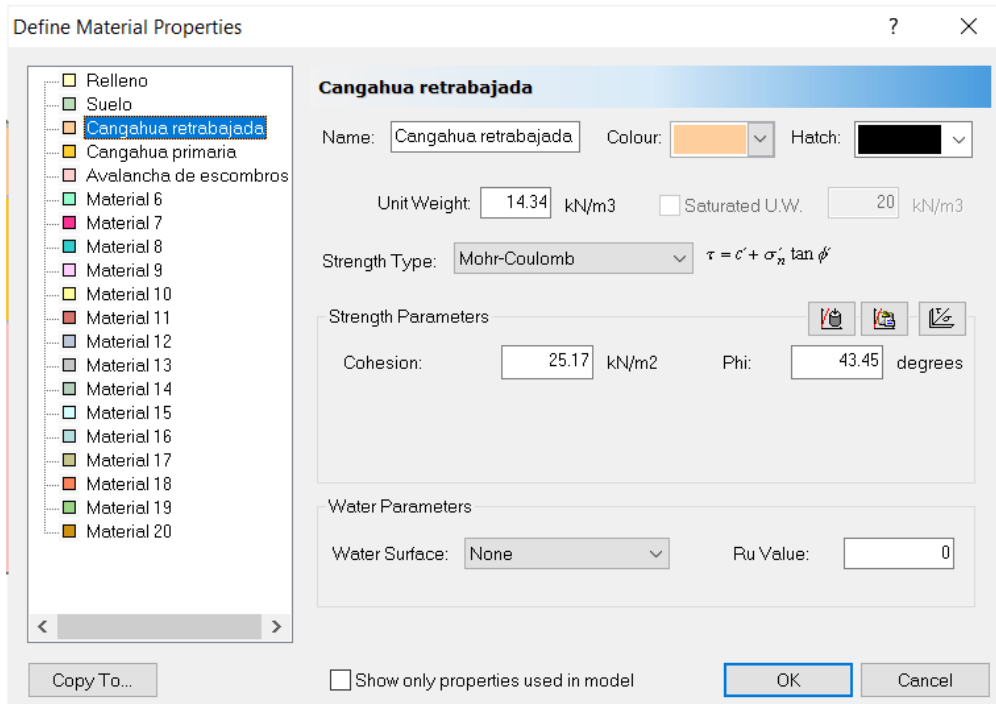 Define Material Properties
?
Relleno
Suelo
Cangahua retrabajada
Cangahua primaria
Avalancha de escombros
Material 6
Material 7
Material 8
Material 9
Material 10
Material 11
Material 12
Material 13
Material 14
Material 15
Material 16
Material 17
Material 18
Material 19
Material 20
Cangahua retrabajada
Name: Cangahua retrabajada Colour: Hatch:
Unit Weight: 14.34 kN/m3 Saturated U.W. 20 kN/m3
Strength Type: Mohr-Coulomb τ = c′ + σ′n tan ϕ′
Strength Parameters
Cohesion: 25.17 kN/m2 Phi: 43.45 degrees
Water Parameters
Water Surface: None Ru Value: 0
Copy To... Show only properties used in model OK Cancel